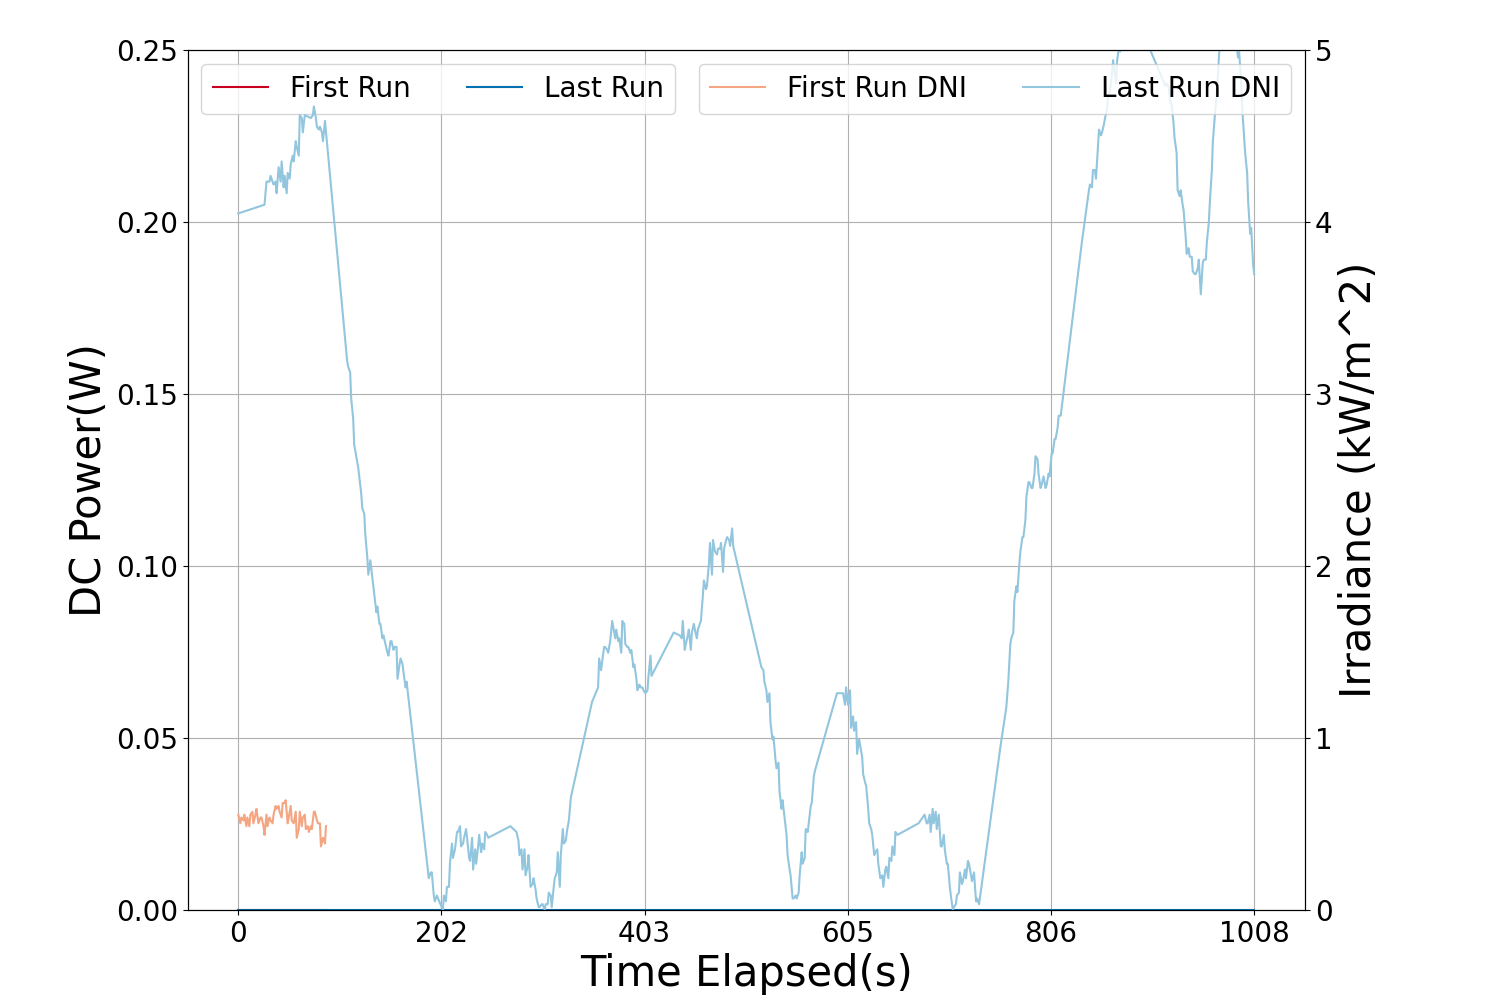 First Run
Last Run
First Run DNI
Last Run DNI
DC Power(W)
0.25
0.20
0.15
0.10
0.05
0.00
5
4
3
2
1
0
Irradiance (kW/m^2)
0 202 403 605 806 1008
Time Elapsed(s)